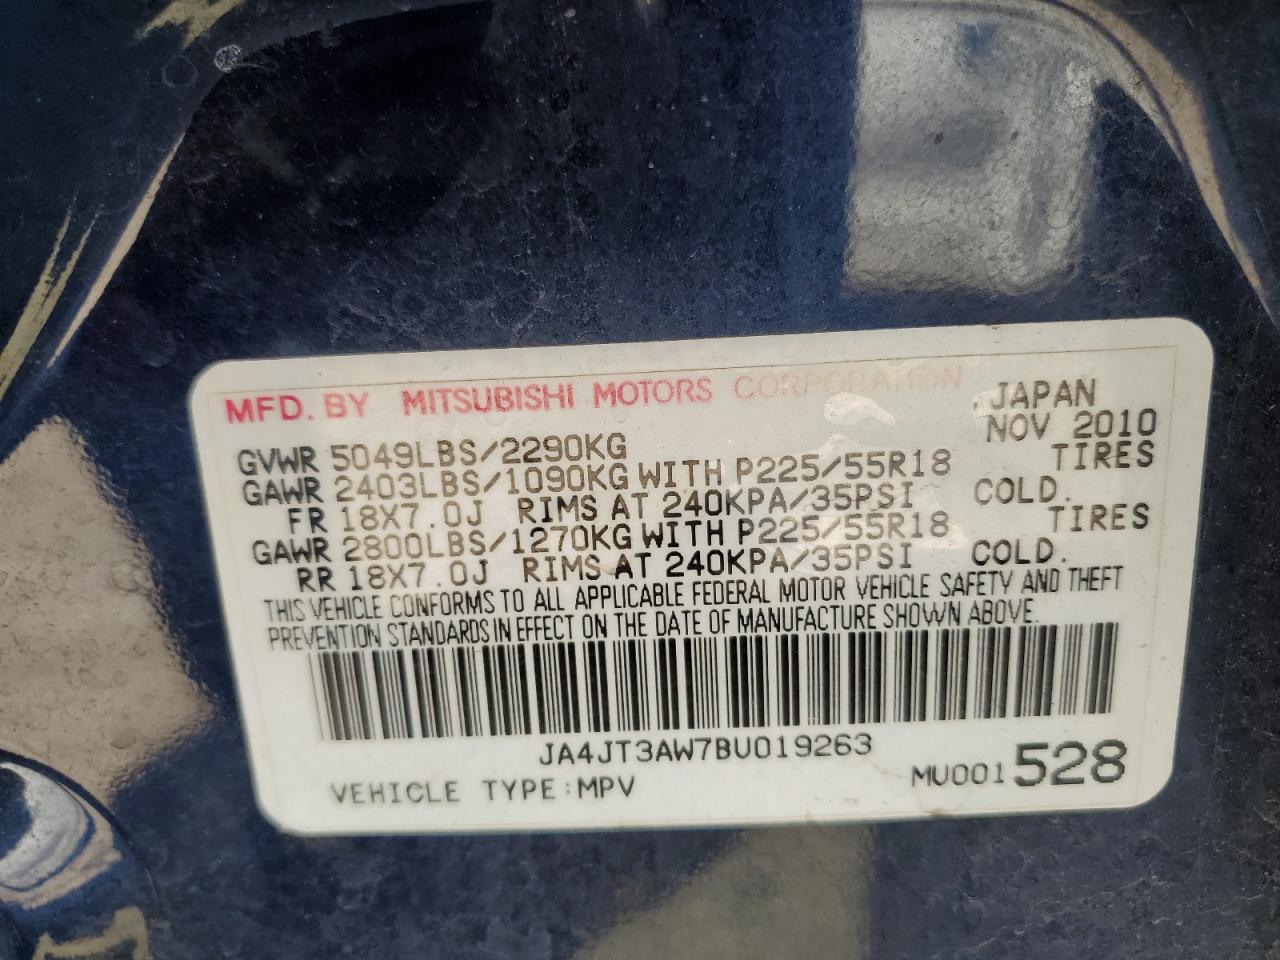 MFD. BY MITSUBISHI MOTORS CORPORATION JAPAN
NOV 2010
GVWR 5049LBS/2290KG
GAWR 2403LBS/1090KG WITH P225/55R18 TIRES
FR 18X7.0J RIMS AT 240KPA/35PSI COLD.
GAWR 2800LBS/1270KG WITH P225/55R18 TIRES
RR 18X7.0J RIMS AT 240KPA/35PSI COLD.
THIS VEHICLE CONFORMS TO ALL APPLICABLE FEDERAL MOTOR VEHICLE SAFETY AND THEFT
PREVENTION STANDARDS IN EFFECT ON THE DATE OF MANUFACTURE SHOWN ABOVE.
JA4JT3AW7BU019263
VEHICLE TYPE:MPV MU001528